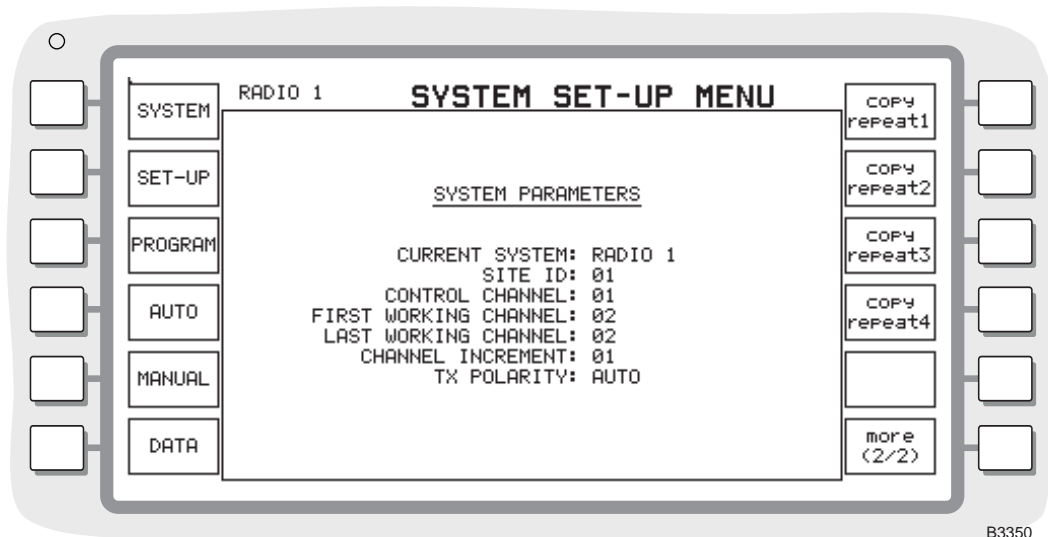 RADIO 1 SYSTEM SET-UP MENU
SYSTEM
SET-UP
PROGRAM
AUTO
MANUAL
DATA
SYSTEM PARAMETERS
CURRENT SYSTEM: RADIO 1
SITE ID: 01
CONTROL CHANNEL: 01
FIRST WORKING CHANNEL: 02
LAST WORKING CHANNEL: 02
CHANNEL INCREMENT: 01
TX POLARITY: AUTO
copy
repeat1
copy
repeat2
copy
repeat3
copy
repeat4
more
(2/2)
B3350